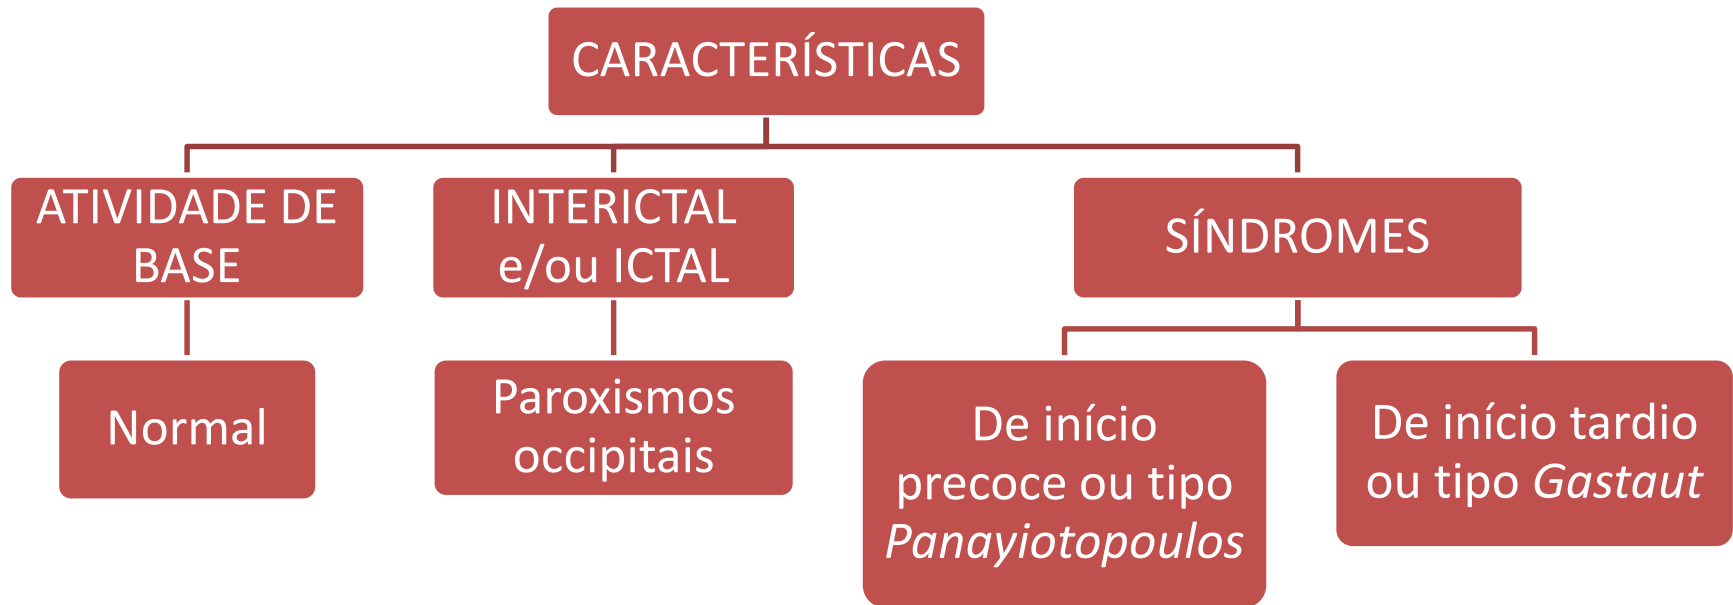 CARACTERÍSTICAS
ATIVIDADE DE
BASE
INTERICTAL
e/ou ICTAL
SÍNDROMES
Normal
Paroxismos
occipitais
De início
precoce ou tipo
Panayiotopoulos
De início tardio
ou tipo Gastaut